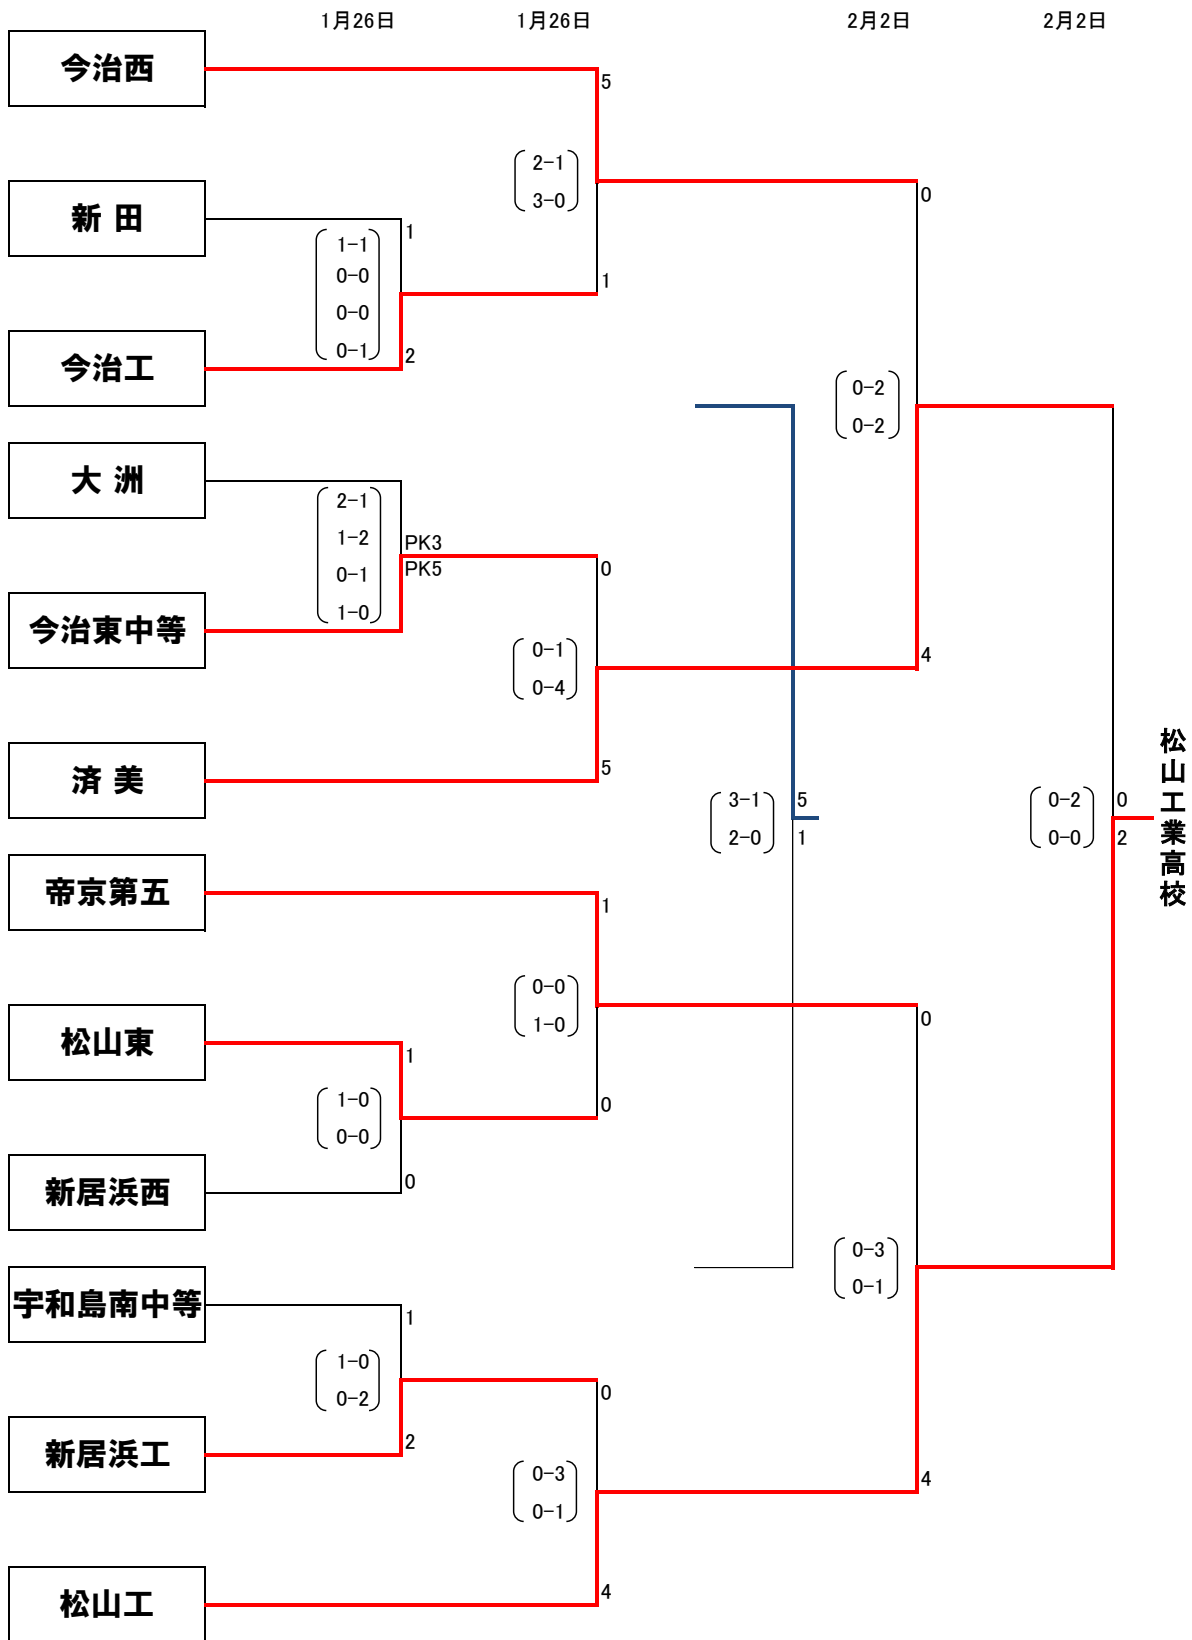 1月26日
1月26日
2月2日
2月2日
今治西
5
2-1
3-0
0
新 田
1
1-1
0-0
0-0
0-1
1
今治工
2
0-2
0-2
大 洲
2-1
1-2
0-1
1-0
PK3
PK5
0
今治東中等
0-1
0-4
4
済 美
5
3-1
2-0
5
1
0-2
0-0
0
2
松山工業高校
帝京第五
1
0-0
1-0
0
松山東
1
1-0
0-0
0
新居浜西
0
0-3
0-1
宇和島南中等
1
1-0
0-2
0
新居浜工
2
0-3
0-1
4
松山工
4